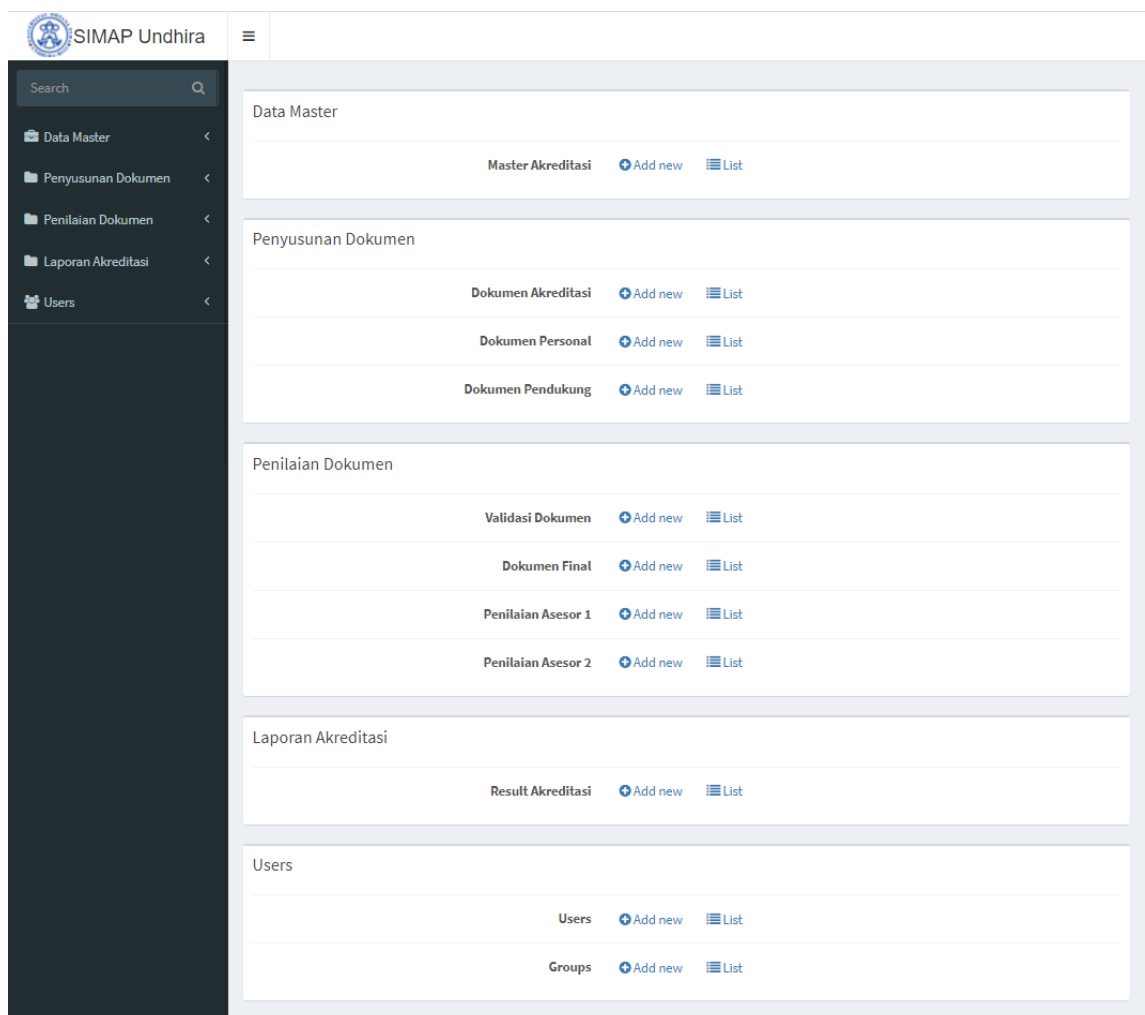 SIMAP Undhira
Search
Data Master
Penyusunan Dokumen
Penilaian Dokumen
Laporan Akreditasi
Users
Data Master
Master Akreditasi Add new List
Penyusunan Dokumen
Dokumen Akreditasi Add new List
Dokumen Personal Add new List
Dokumen Pendukung Add new List
Penilaian Dokumen
Validasi Dokumen Add new List
Dokumen Final Add new List
Penilaian Asesor 1 Add new List
Penilaian Asesor 2 Add new List
Laporan Akreditasi
Result Akreditasi Add new List
Users
Users Add new List
Groups Add new List